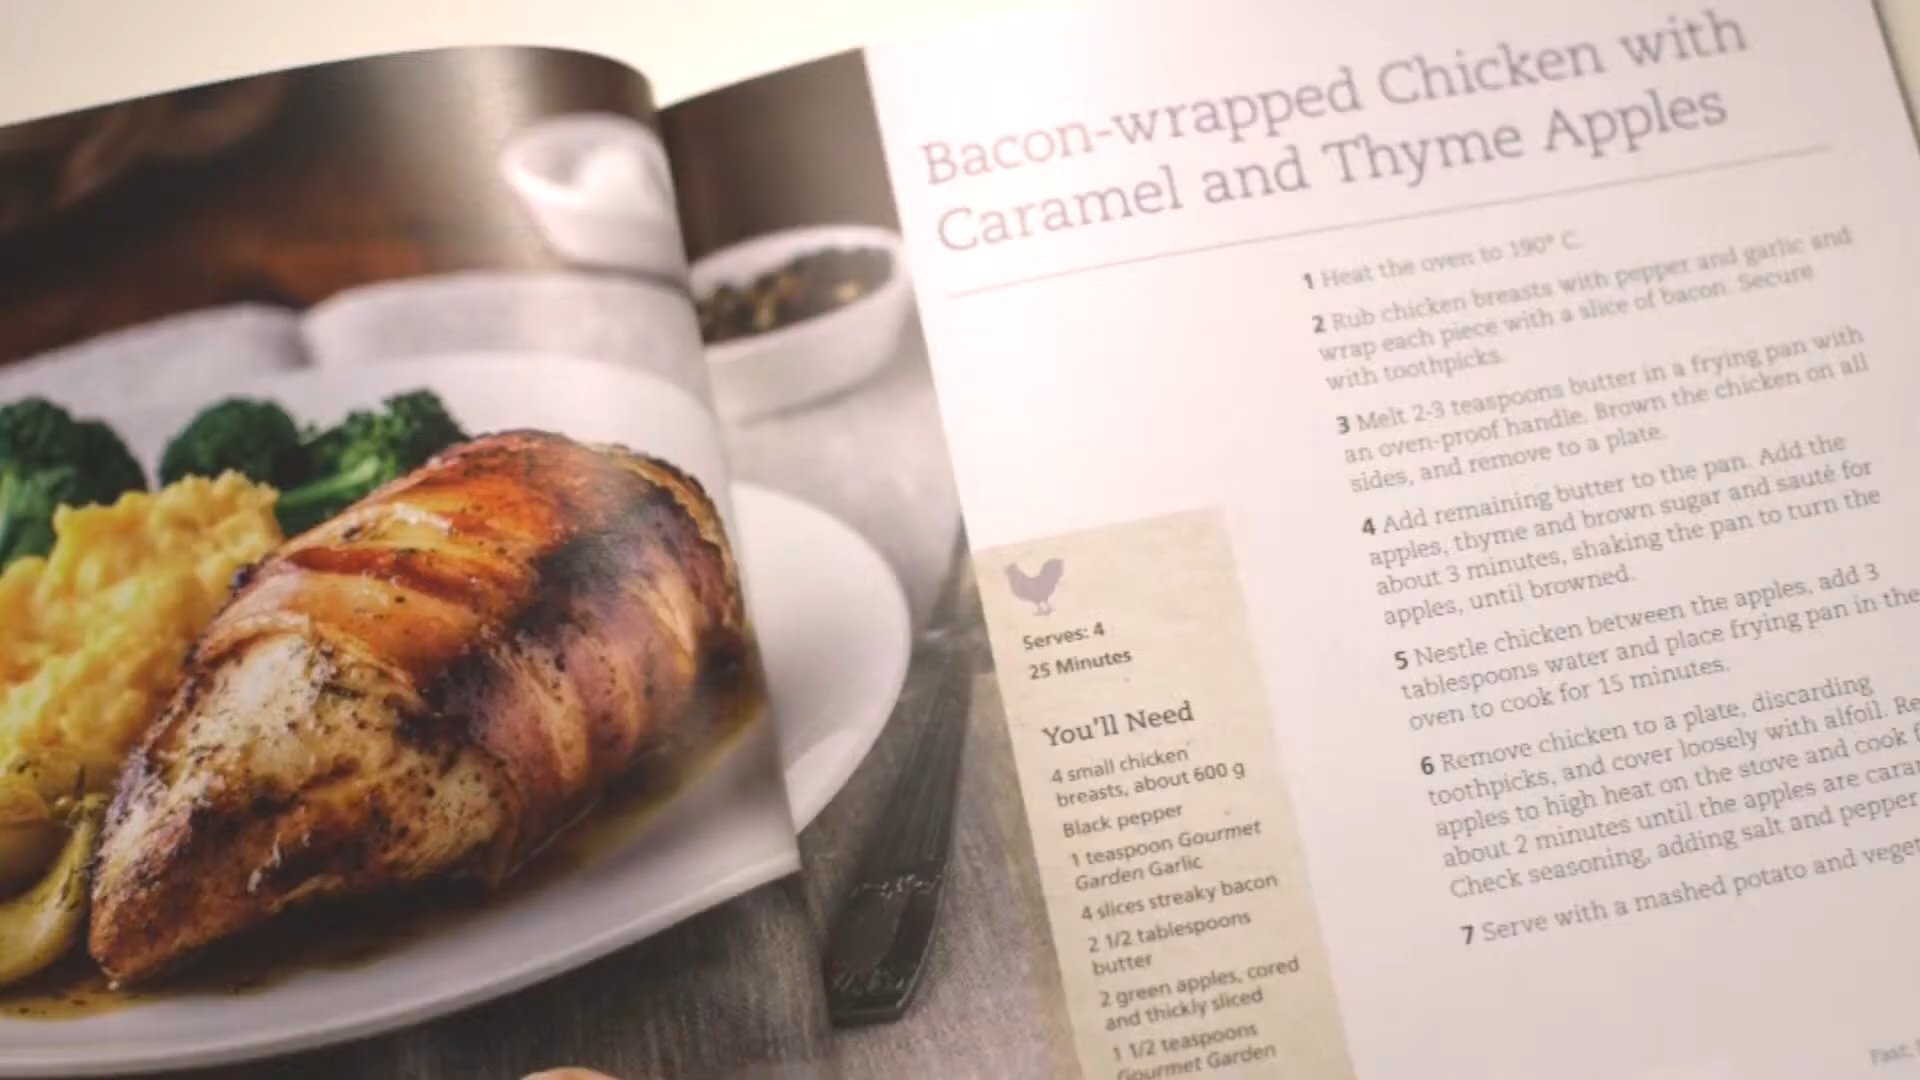 Bacon-wrapped Chicken with
Caramel and Thyme Apples
1 Heat the oven to 190° C.
2 Rub chicken breasts with pepper and garlic and
wrap each piece with a slice of bacon. Secure
with toothpicks.
3 Melt 2-3 teaspoons butter in a frying pan with
an oven-proof handle. Brown the chicken on all
sides, and remove to a plate.
4 Add remaining butter to the pan. Add the
apples, thyme and brown sugar and sauté for
about 3 minutes, shaking the pan to turn the
apples, until browned.
5 Nestle chicken between the apples, add 3
tablespoons water and place frying pan in the
oven to cook for 15 minutes.
6 Remove chicken to a plate, discarding
toothpicks, and cover loosely with alfoil. Re
apples to high heat on the stove and cook f
about 2 minutes until the apples are caram
Check seasoning, adding salt and pepper
7 Serve with a mashed potato and veget
Serves: 4
25 Minutes
You'll Need
4 small chicken
breasts, about 600 g
Black pepper
1 teaspoon Gourmet
Garden Garlic
4 slices streaky bacon
2 1/2 tablespoons
butter
2 green apples, cored
and thickly sliced
1 1/2 teaspoons
Gourmet Garden
Fast,